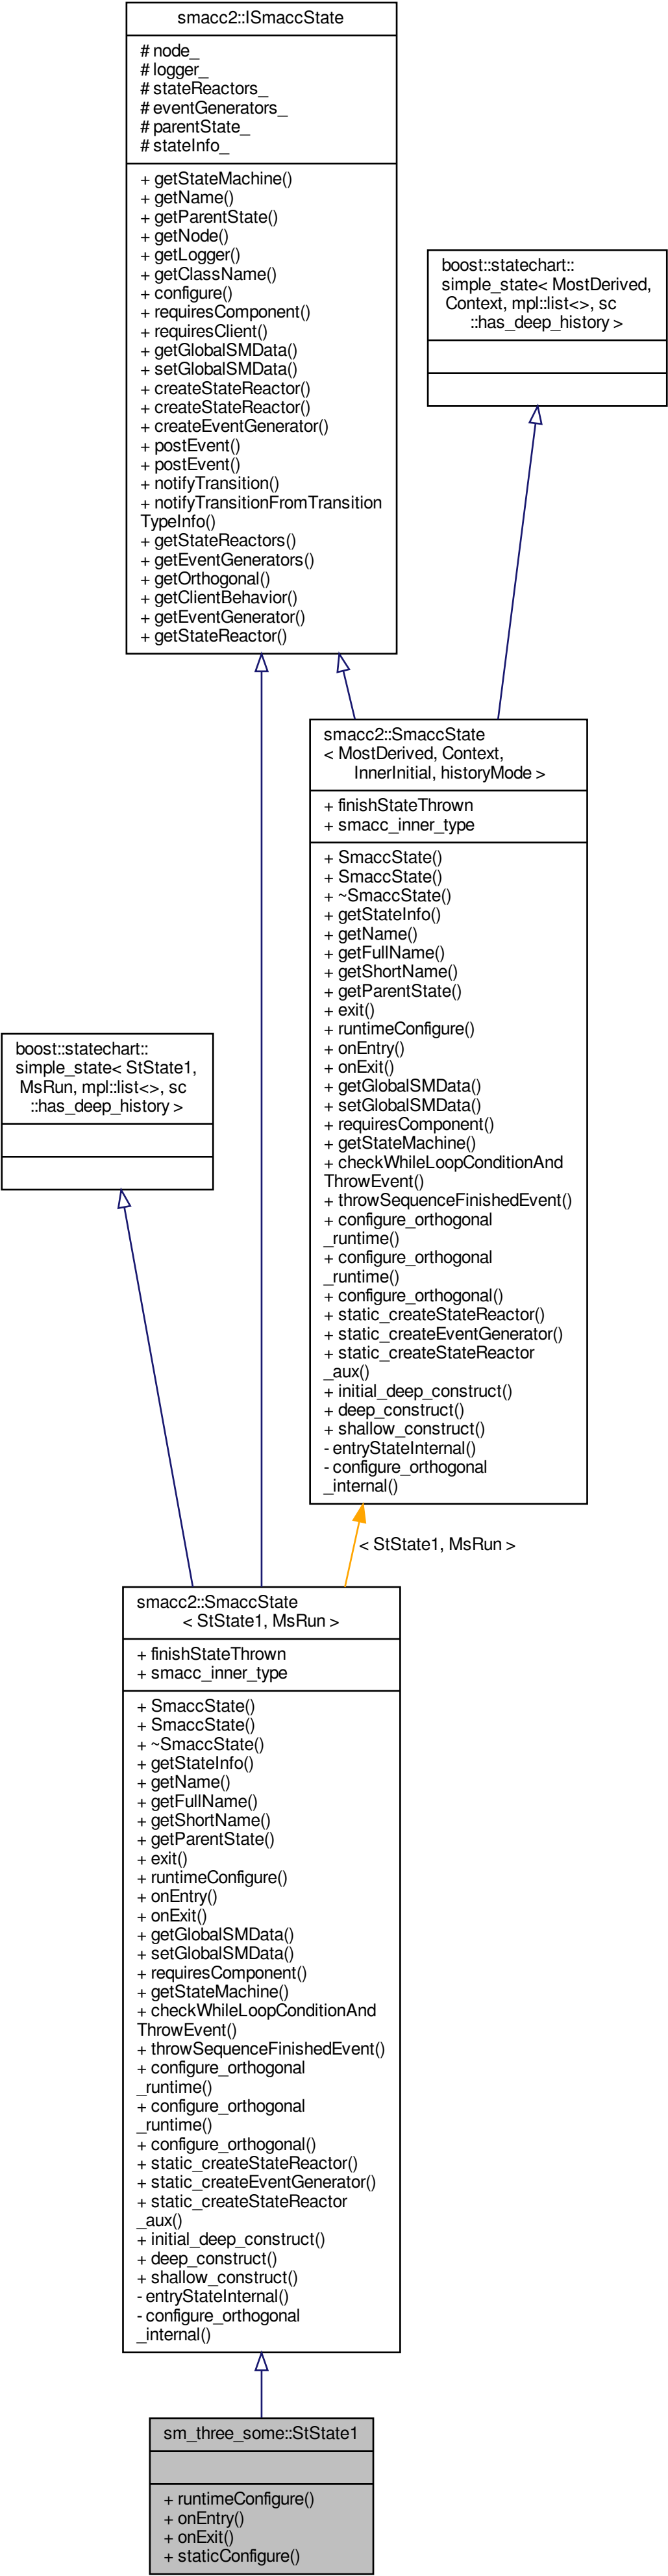 smacc2::ISmaccState
# node_
# logger_
# stateReactors_
# eventGenerators_
# parentState_
# stateInfo_
+ getStateMachine()
+ getName()
+ getParentState()
+ getNode()
+ getLogger()
+ getClassName()
+ configure()
+ requiresComponent()
+ requiresClient()
+ getGlobalSMData()
+ setGlobalSMData()
+ createStateReactor()
+ createStateReactor()
+ createEventGenerator()
+ postEvent()
+ postEvent()
+ notifyTransition()
+ notifyTransitionFromTransition
TypeInfo()
+ getStateReactors()
+ getEventGenerators()
+ getOrthogonal()
+ getClientBehavior()
+ getEventGenerator()
+ getStateReactor()
boost::statechart::
simple_state< MostDerived,
Context, mpl::list<>, sc
::has_deep_history >
smacc2::SmaccState
< MostDerived, Context,
InnerInitial, historyMode >
+ finishStateThrown
+ smacc_inner_type
+ SmaccState()
+ SmaccState()
+ ~SmaccState()
+ getStateInfo()
+ getName()
+ getFullName()
+ getShortName()
+ getParentState()
+ exit()
+ runtimeConfigure()
+ onEntry()
+ onExit()
+ getGlobalSMData()
+ setGlobalSMData()
+ requiresComponent()
+ getStateMachine()
+ checkWhileLoopConditionAnd
ThrowEvent()
+ throwSequenceFinishedEvent()
+ configure_orthogonal
_runtime()
+ configure_orthogonal
_runtime()
+ configure_orthogonal()
+ static_createStateReactor()
+ static_createEventGenerator()
+ static_createStateReactor
_aux()
+ initial_deep_construct()
+ deep_construct()
+ shallow_construct()
- entryStateInternal()
- configure_orthogonal
_internal()
boost::statechart::
simple_state< StState1,
MsRun, mpl::list<>, sc
::has_deep_history >
< StState1, MsRun >
smacc2::SmaccState
< StState1, MsRun >
+ finishStateThrown
+ smacc_inner_type
+ SmaccState()
+ SmaccState()
+ ~SmaccState()
+ getStateInfo()
+ getName()
+ getFullName()
+ getShortName()
+ getParentState()
+ exit()
+ runtimeConfigure()
+ onEntry()
+ onExit()
+ getGlobalSMData()
+ setGlobalSMData()
+ requiresComponent()
+ getStateMachine()
+ checkWhileLoopConditionAnd
ThrowEvent()
+ throwSequenceFinishedEvent()
+ configure_orthogonal
_runtime()
+ configure_orthogonal
_runtime()
+ configure_orthogonal()
+ static_createStateReactor()
+ static_createEventGenerator()
+ static_createStateReactor
_aux()
+ initial_deep_construct()
+ deep_construct()
+ shallow_construct()
- entryStateInternal()
- configure_orthogonal
_internal()
sm_three_some::StState1
+ runtimeConfigure()
+ onEntry()
+ onExit()
+ staticConfigure()